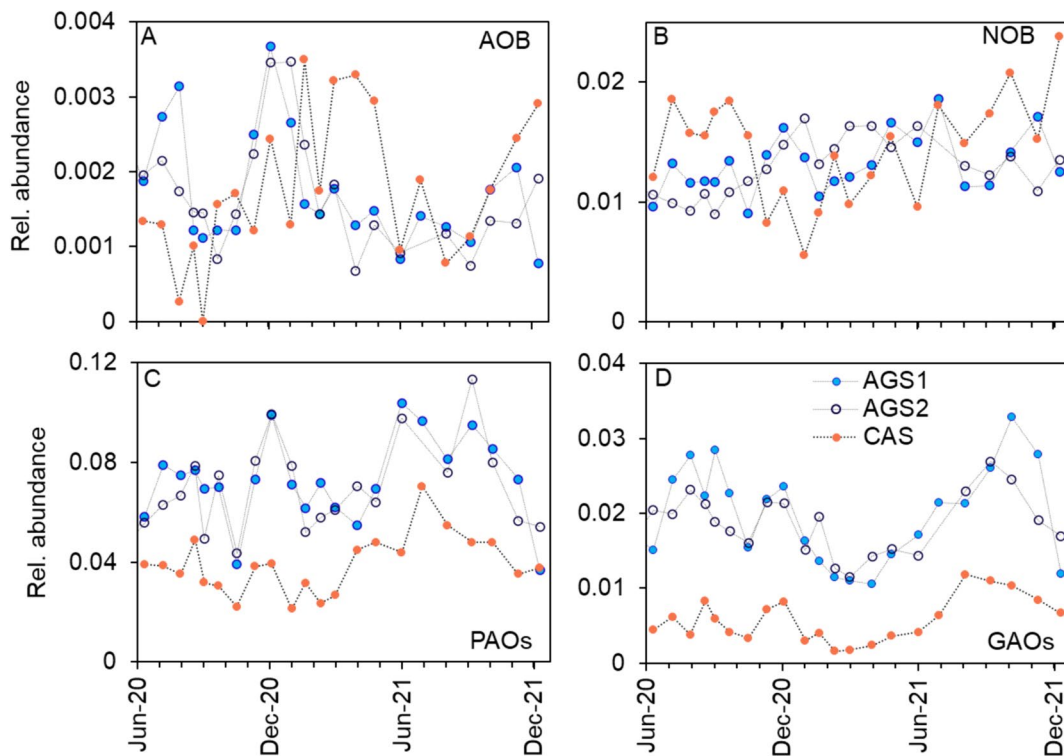 A
AOB
Rel. abundance
0.004
0.003
0.002
0.001
0
B
NOB
0.02
0.01
0
C
PAOs
Rel. abundance
0.12
0.08
0.04
0
Jun-20
Dec-20
Jun-21
Dec-21
D
AGS1
AGS2
CAS
GAOs
0.04
0.03
0.02
0.01
0
Jun-20
Dec-20
Jun-21
Dec-21